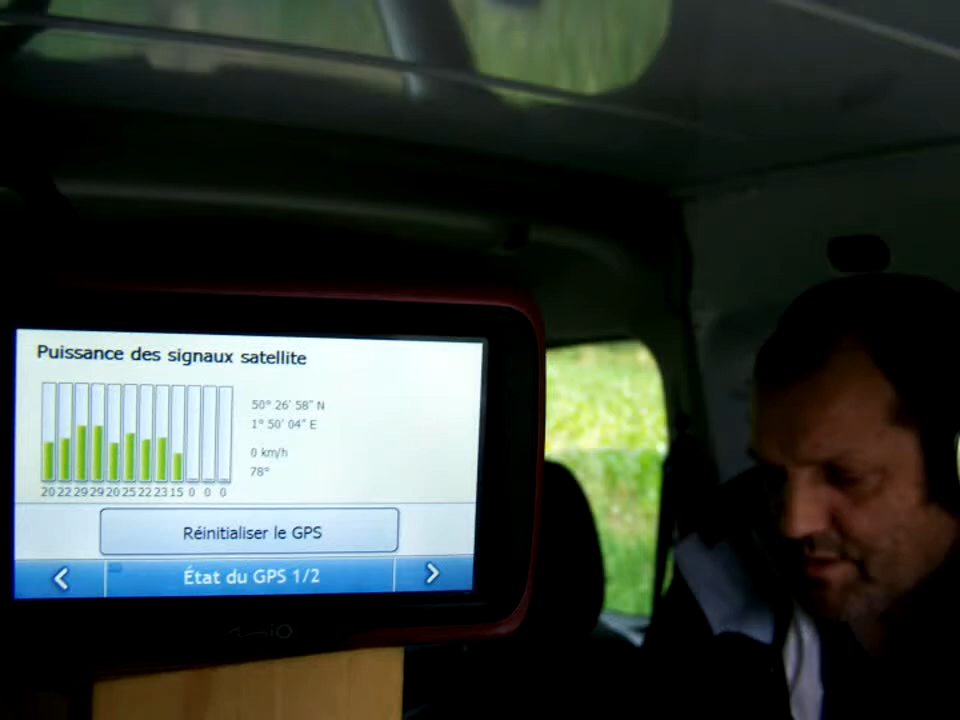 Puissance des signaux satellite
50° 26' 58" N
1° 50' 04" E
0 km/h
78°
20 22 29 29 20 25 22 23 15 0 0 0
Réinitialiser le GPS
État du GPS 1/2
Mio